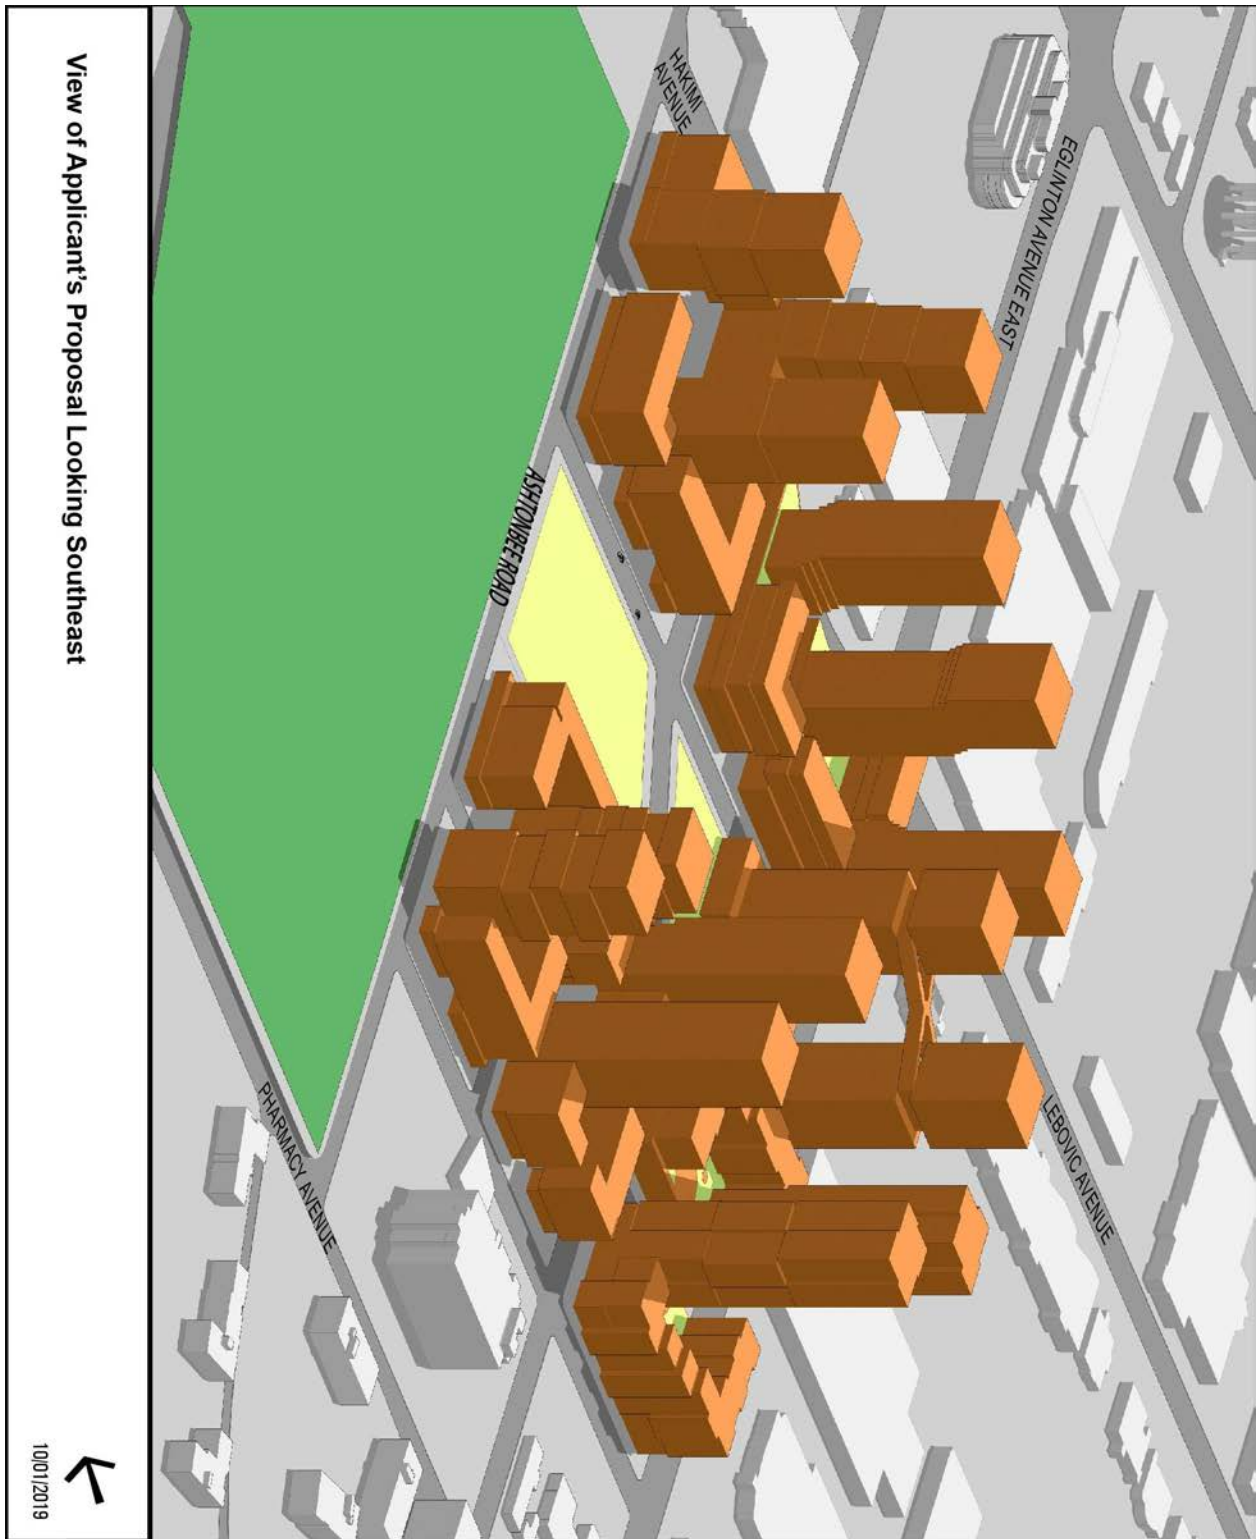 HAKIMI
AVENUE
EGLINTON AVENUE EAST
ASHTONBEE ROAD
LEBOVIC AVENUE
PHARMACY AVENUE
View of Applicant's Proposal Looking Southeast
10/01/2019